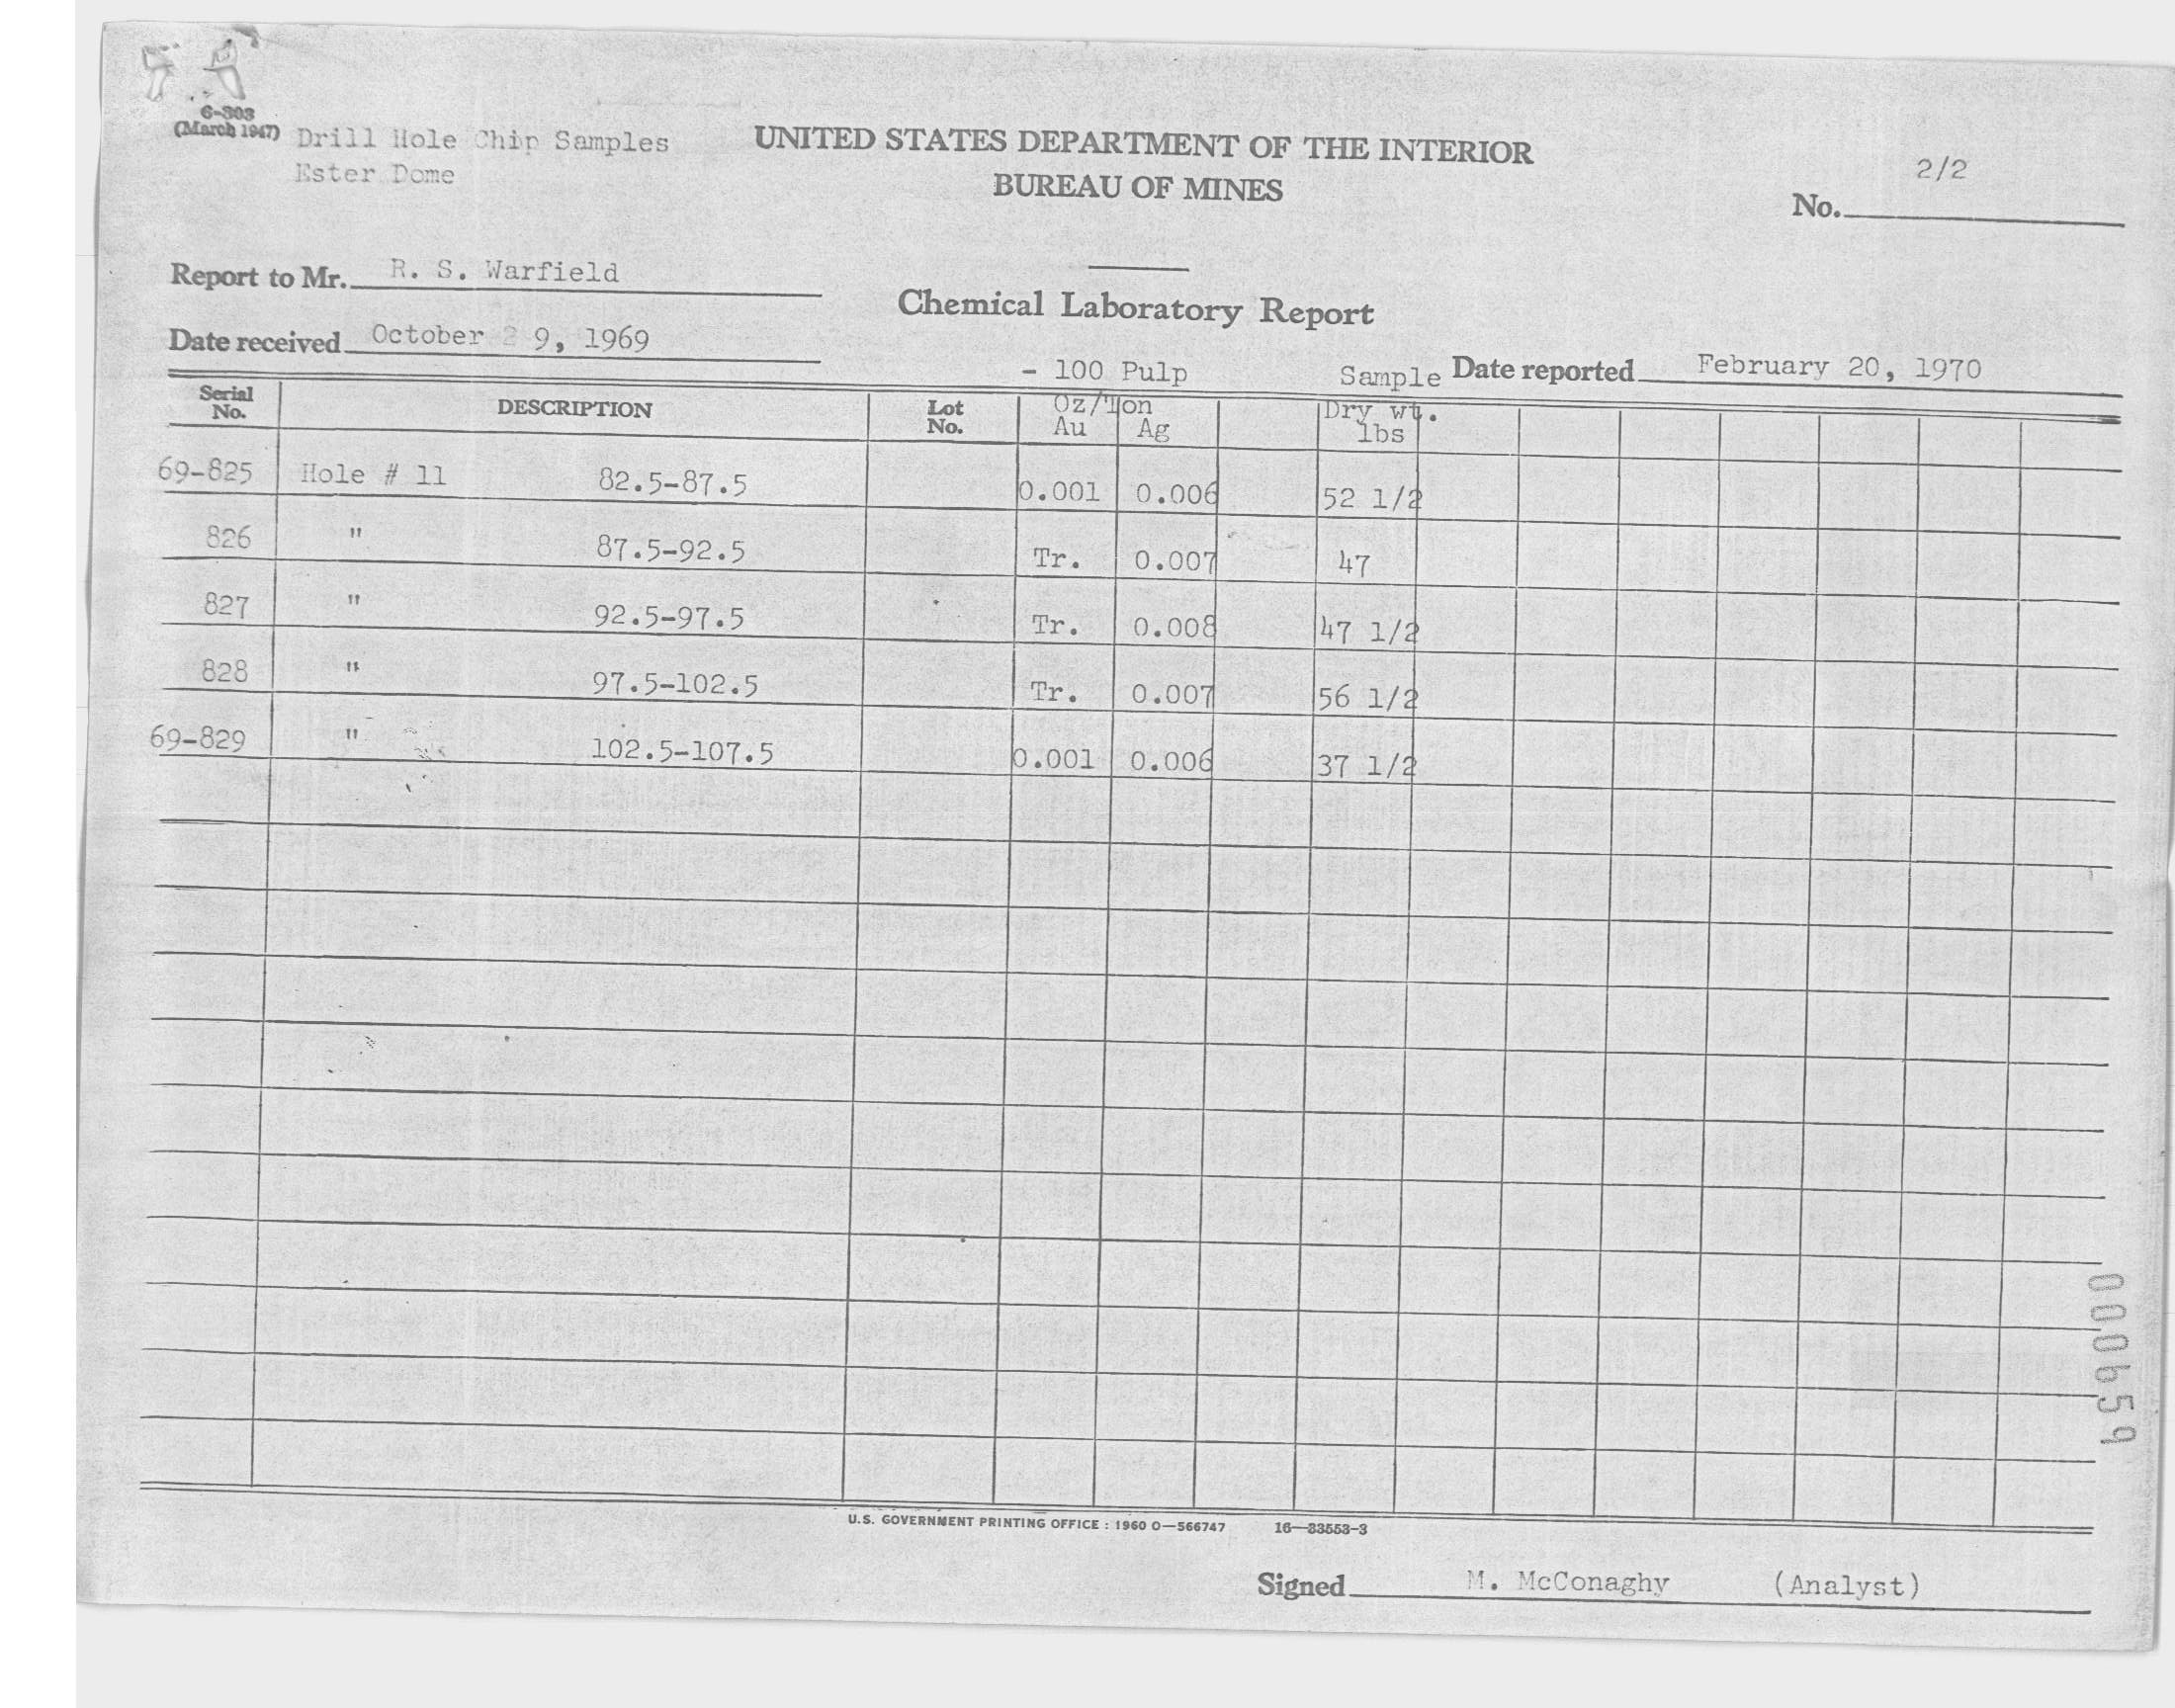 6-303
(March 1947)
Drill Hole Chip Samples
Ester Dome
UNITED STATES DEPARTMENT OF THE INTERIOR
BUREAU OF MINES
2/2
No.
Report to Mr. R. S. Warfield
Chemical Laboratory Report
Date received October 29, 1969
- 100 Pulp Sample Date reported February 20, 1970
Serial No. DESCRIPTION Lot No. Oz/Ton Au Ag Dry wt. lbs
69-825 Hole # 11 82.5-87.5 0.001 0.006 52 1/2
826 " 87.5-92.5 Tr. 0.007 47
827 " 92.5-97.5 Tr. 0.008 47 1/2
828 " 97.5-102.5 Tr. 0.007 56 1/2
69-829 " 102.5-107.5 0.001 0.006 37 1/2
000659
U.S. GOVERNMENT PRINTING OFFICE : 1960 O—566747 16—83553-3
Signed M. McConaghy (Analyst)